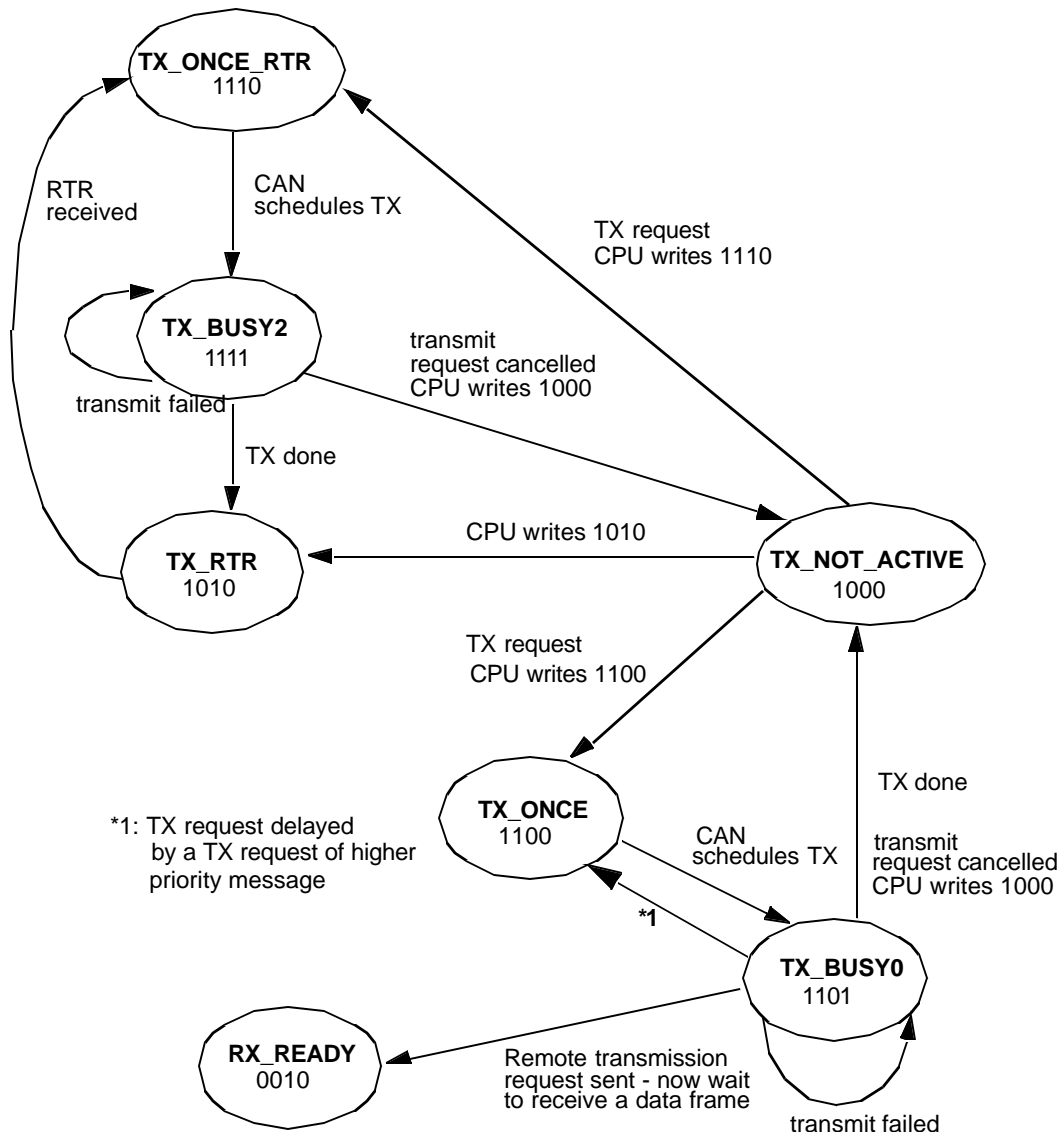 TX_ONCE_RTR
1110
RTR
received
CAN
schedules TX
TX request
CPU writes 1110
TX_BUSY2
1111
transmit
request cancelled
CPU writes 1000
transmit failed
TX done
CPU writes 1010
TX_RTR
1010
TX_NOT_ACTIVE
1000
TX request
CPU writes 1100
TX_ONCE
1100
*1: TX request delayed
by a TX request of higher
priority message
CAN
schedules TX
*1
TX done
transmit
request cancelled
CPU writes 1000
TX_BUSY0
1101
RX_READY
0010
Remote transmission
request sent - now wait
to receive a data frame
transmit failed